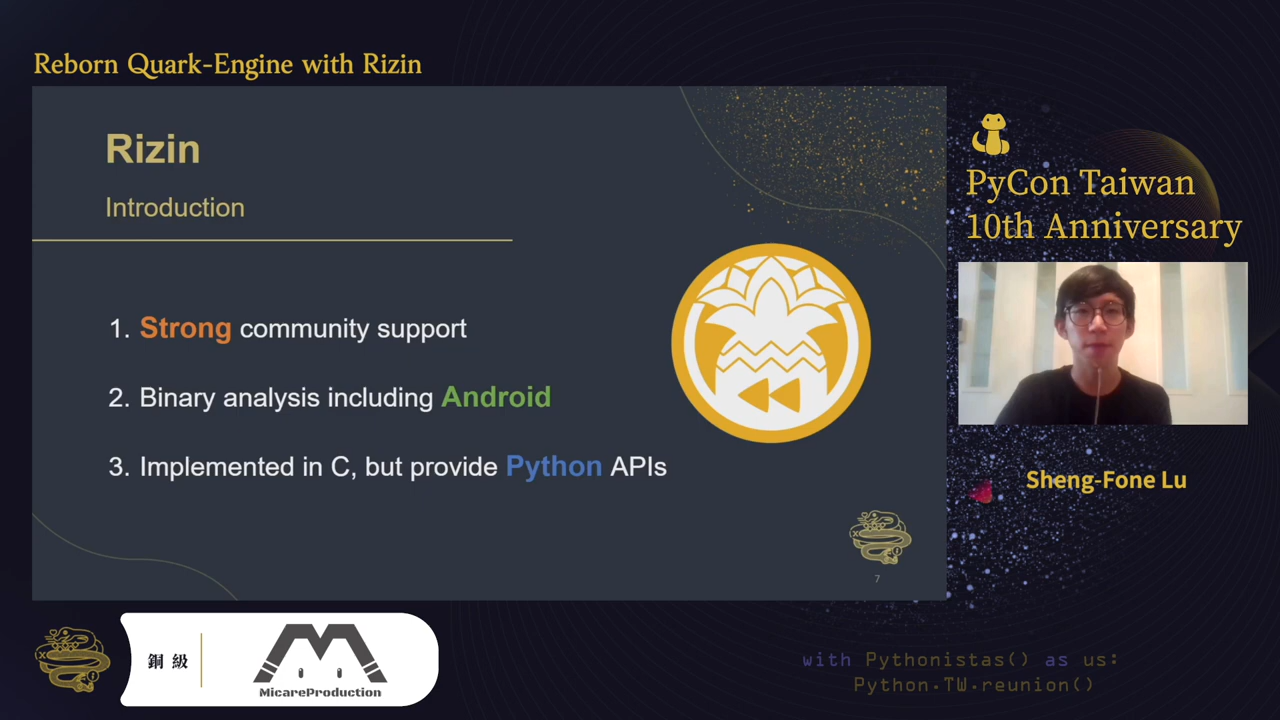 Reborn Quark-Engine with Rizin
Rizin
Introduction
1. Strong community support
2. Binary analysis including Android
3. Implemented in C, but provide Python APIs
7
PyCon Taiwan
10th Anniversary
Sheng-Fone Lu
銅級
MicareProduction
with Pythonistas() as us:
Python.TW.reunion()